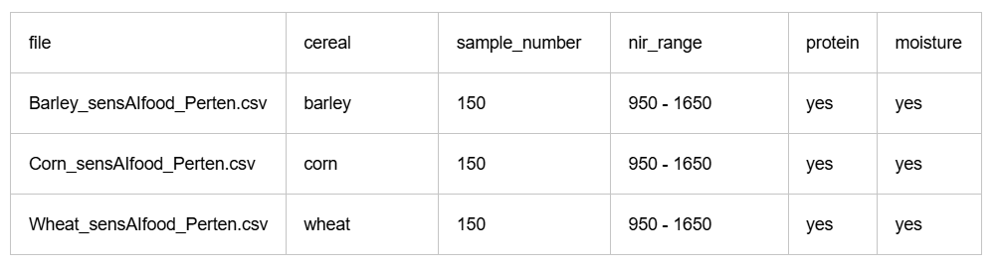 file cereal sample_number nir_range protein moisture
Barley_sensAIfood_Perten.csv barley 150 950 - 1650 yes yes
Corn_sensAIfood_Perten.csv corn 150 950 - 1650 yes yes
Wheat_sensAIfood_Perten.csv wheat 150 950 - 1650 yes yes